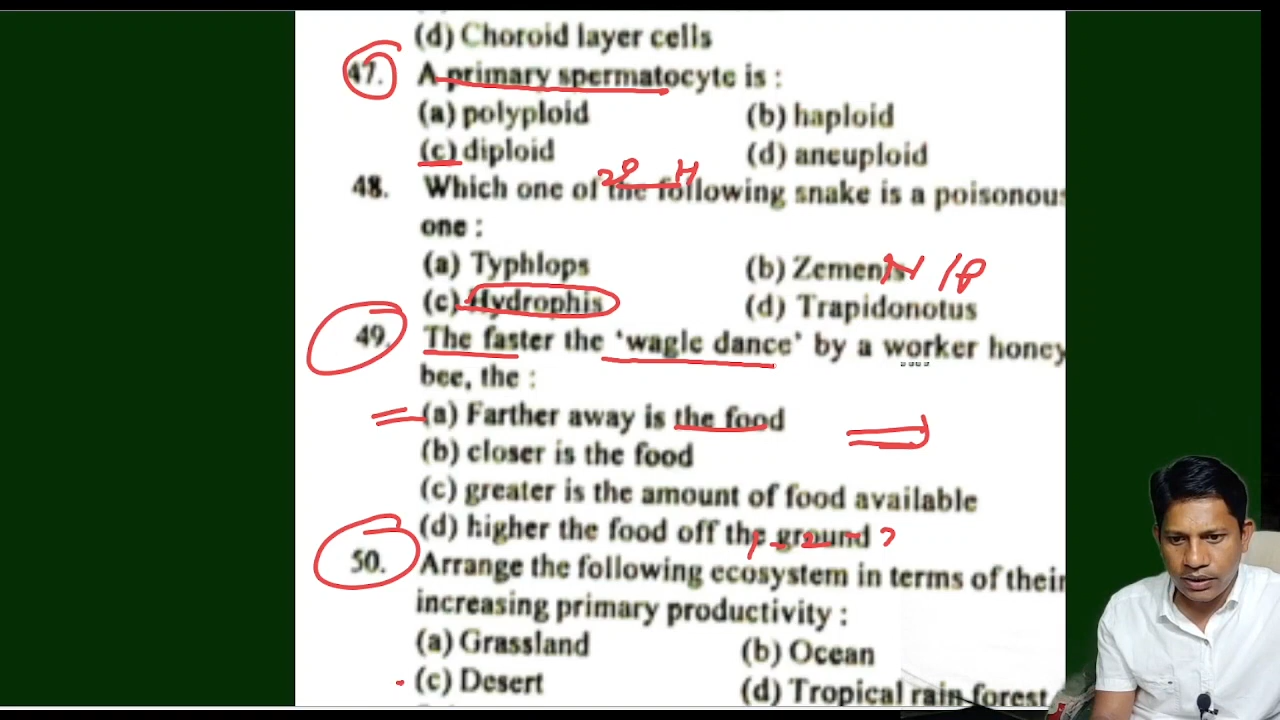 (d) Choroid layer cells
47. A primary spermatocyte is :
(a) polyploid (b) haploid
(c) diploid (d) aneuploid
48. Which one of the following snake is a poisonous
one :
(a) Typhlops (b) Zemenis
(c) Hydrophis (d) Trapidonotus
49. The faster the ‘wagle dance’ by a worker honey
bee, the :
(a) Farther away is the food
(b) closer is the food
(c) greater is the amount of food available
(d) higher the food off the ground
50. Arrange the following ecosystem in terms of their
increasing primary productivity :
(a) Grassland (b) Ocean
(c) Desert (d) Tropical rain forest